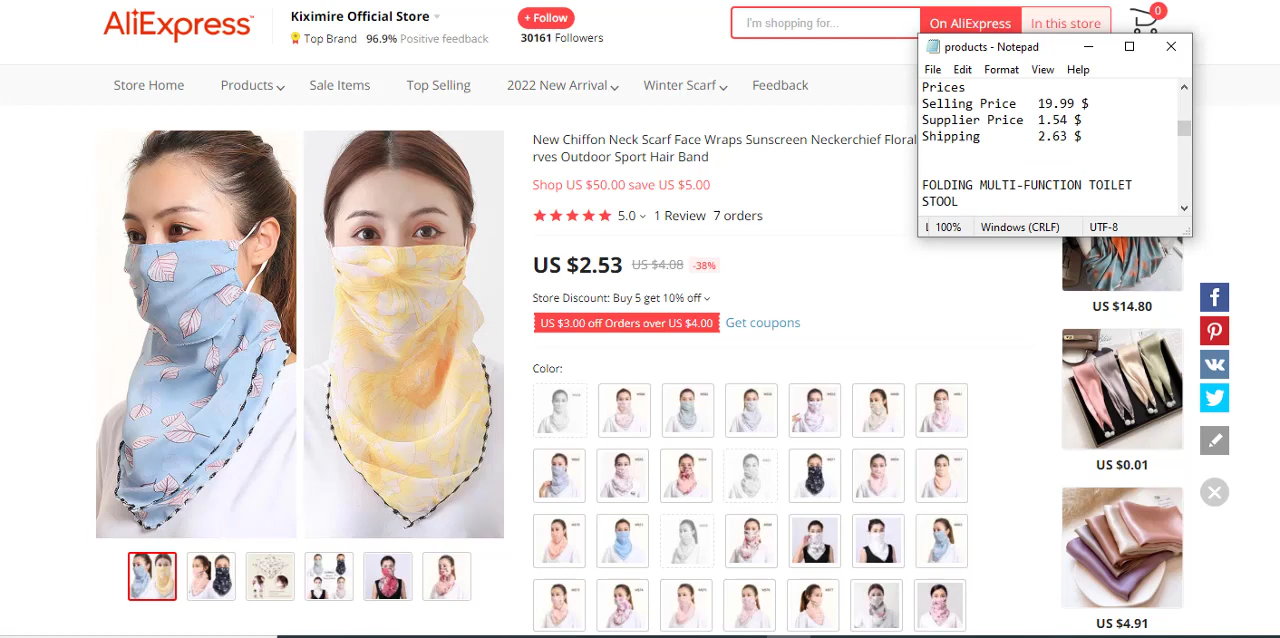 AliExpress
Kiximire Official Store
Top Brand 96.9% Positive feedback
+ Follow
30161 Followers
I'm shopping for...
On AliExpress
In this store
0
Store Home
Products
Sale Items
Top Selling
2022 New Arrival
Winter Scarf
Feedback
products - Notepad
File Edit Format View Help
Prices
Selling Price 19.99 $
Supplier Price 1.54 $
Shipping 2.63 $
FOLDING MULTI-FUNCTION TOILET
STOOL
100% Windows (CRLF) UTF-8
New Chiffon Neck Scarf Face Wraps Sunscreen Neckerchief Floral
rves Outdoor Sport Hair Band
Shop US $50.00 save US $5.00
5.0 1 Review 7 orders
US $2.53 US $4.08 -38%
Store Discount: Buy 5 get 10% off
US $3.00 off Orders over US $4.00 Get coupons
Color:
US $14.80
US $0.01
US $4.91